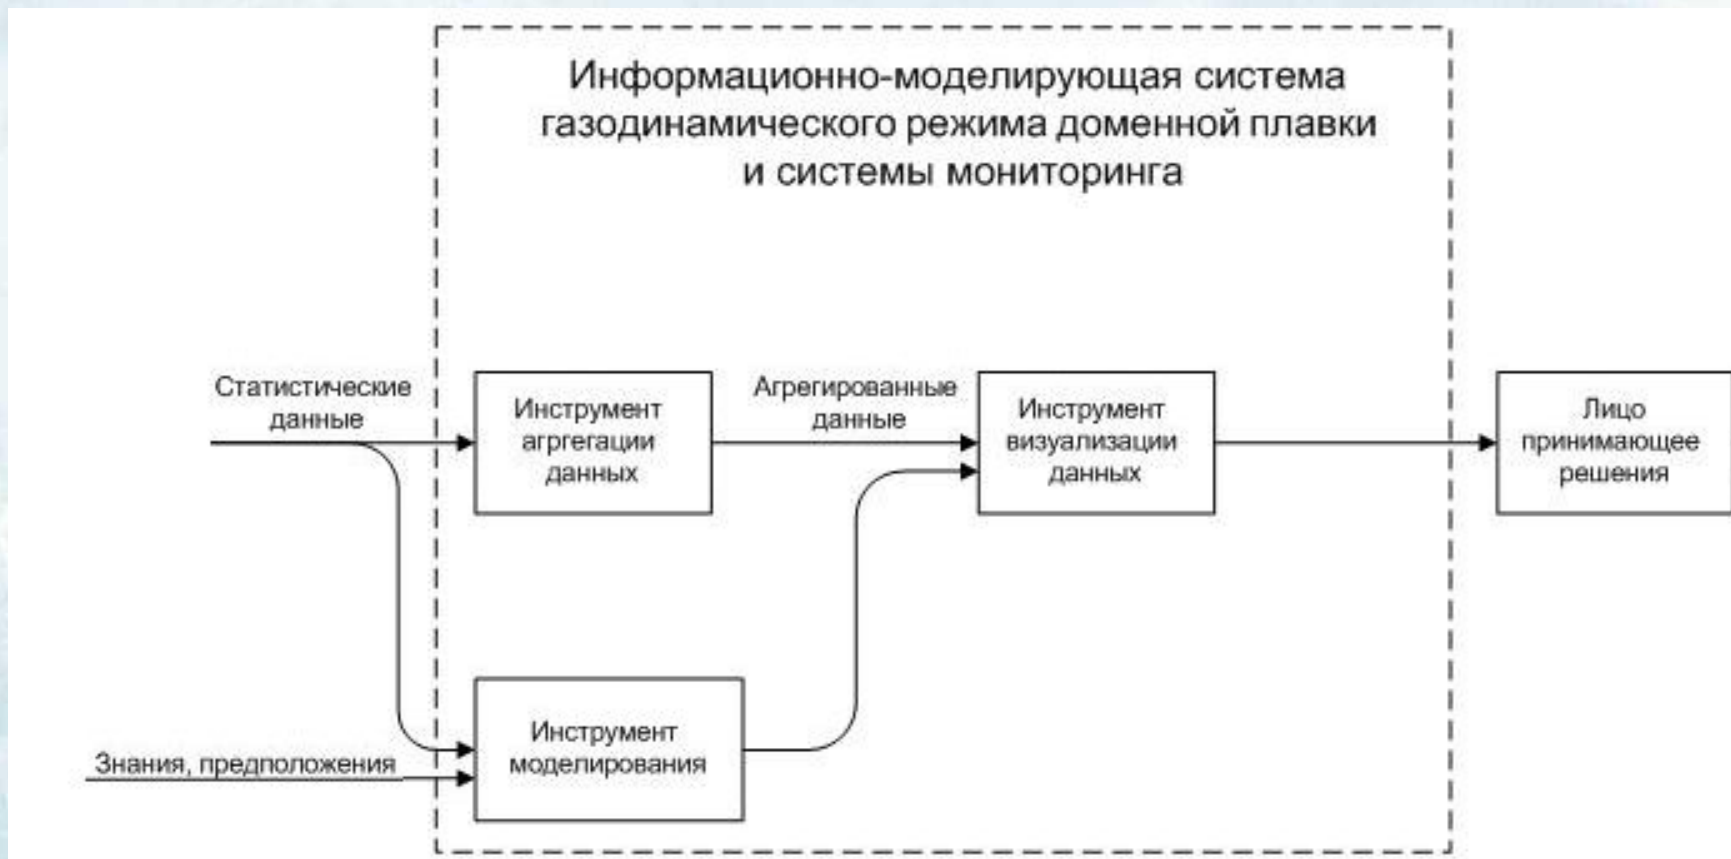 Информационно-моделирующая система
газодинамического режима доменной плавки
и системы мониторинга
Статистические
данные
Инструмент
агргегации
данных
Агрегированные
данные
Инструмент
визуализации
данных
Лицо
принимающее
решения
Знания, предположения
Инструмент
моделирования